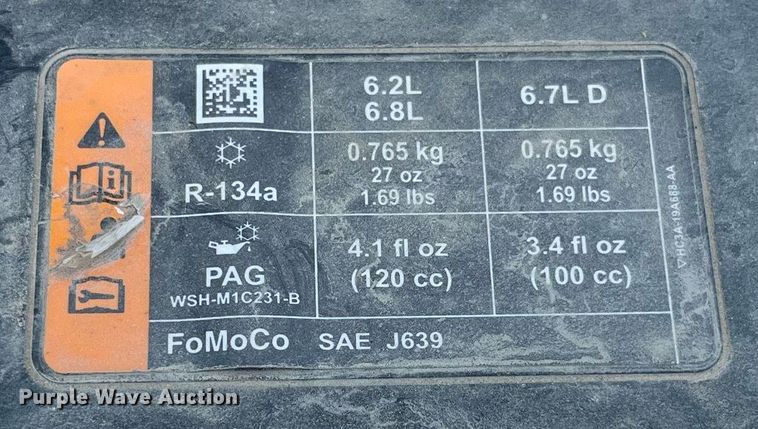 6.2L
6.8L
6.7L D
R-134a
0.765 kg
27 oz
1.69 lbs
0.765 kg
27 oz
1.69 lbs
PAG
WSH-M1C231-B
4.1 fl oz
(120 cc)
3.4 fl oz
(100 cc)
FoMoCo SAE J639
HC3A-19A688-AA
Purple Wave Auction